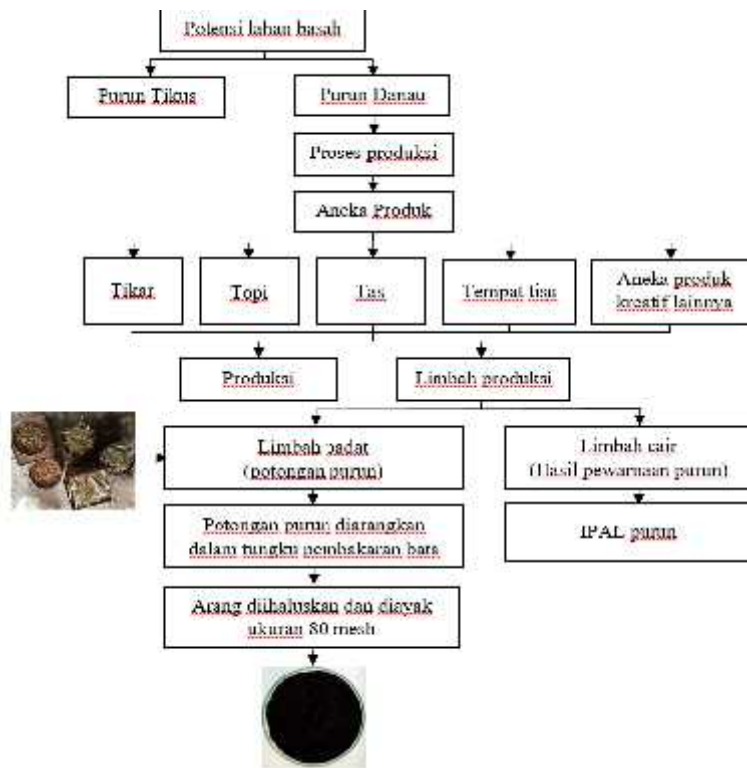 Potensi lahan basah
Purun Tikus
Purun Danau
Proses produksi
Aneka Produk
Tikar
Topi
Tas
Tempat tisu
Aneka produk
kreatif lainnya
Produksi
Limbah produksi
Limbah padat
(potongan purun)
Limbah cair
(Hasil pewarnaan purun)
Potongan purun diarangkan
dalam tungku pembakaran bata
IPAL purun
Arang diihaluskan dan diayak
ukuran 80 mesh